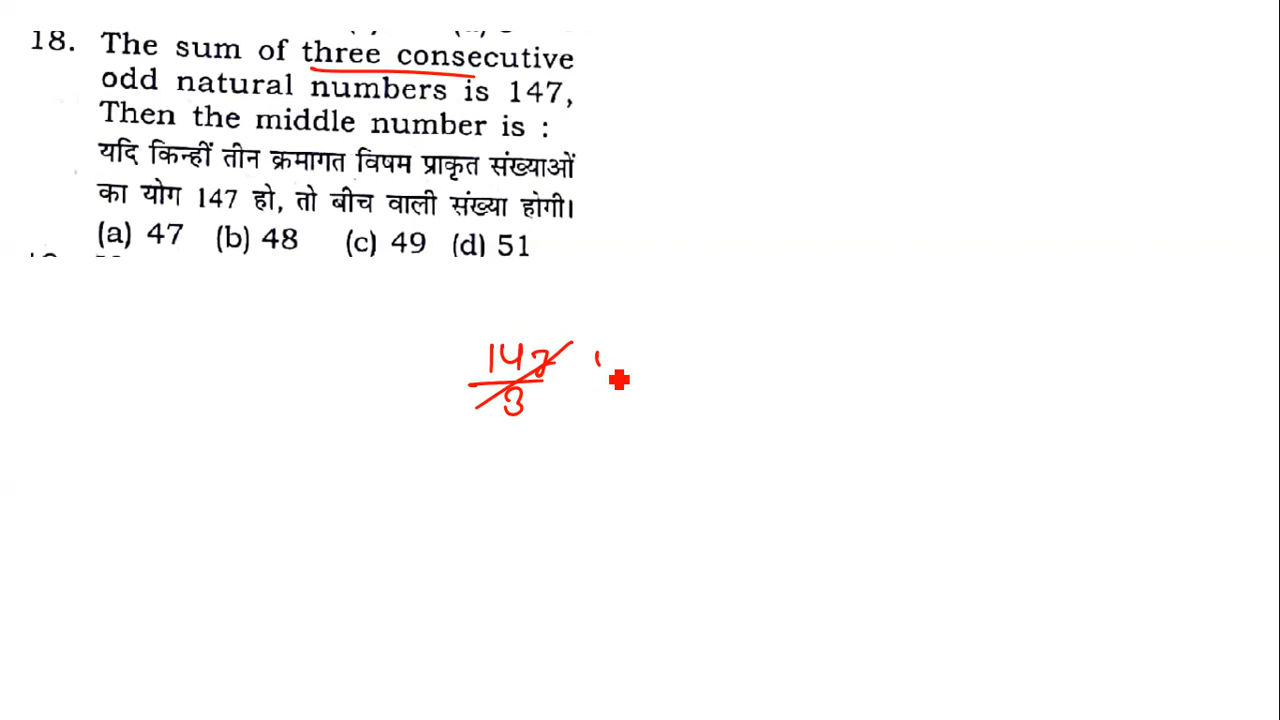 18. The sum of three consecutive
odd natural numbers is 147,
Then the middle number is :
यदि किन्हीं तीन क्रमागत विषम प्राकृत संख्याओं
का योग 147 हो, तो बीच वाली संख्या होगी।
(a) 47 (b) 48 (c) 49 (d) 51
147
3